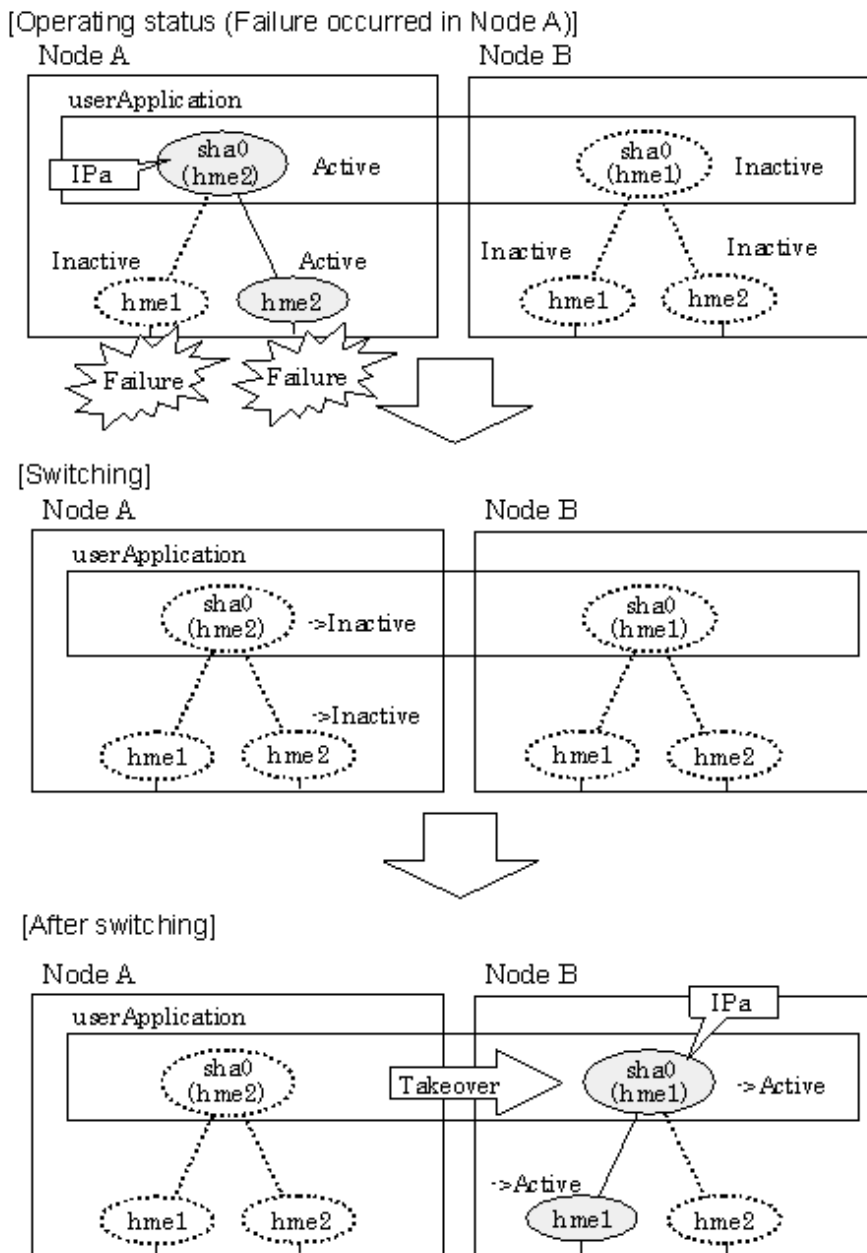 [Operating status (Failure occurred in Node A)]
Node A
Node B
userApplication
sha0
(hme2)
Active
IPa
sha0
(hme1)
Inactive
Inactive
Active
Inactive
Inactive
hme1
hme2
hme1
hme2
Failure
Failure
[Switching]
Node A
Node B
userApplication
sha0
(hme2)
->Inactive
sha0
(hme1)
->Inactive
hme1
hme2
hme1
hme2
[After switching]
Node A
Node B
IPa
userApplication
sha0
(hme2)
Takeover
sha0
(hme1)
->Active
->Active
hme1
hme2
hme1
hme2